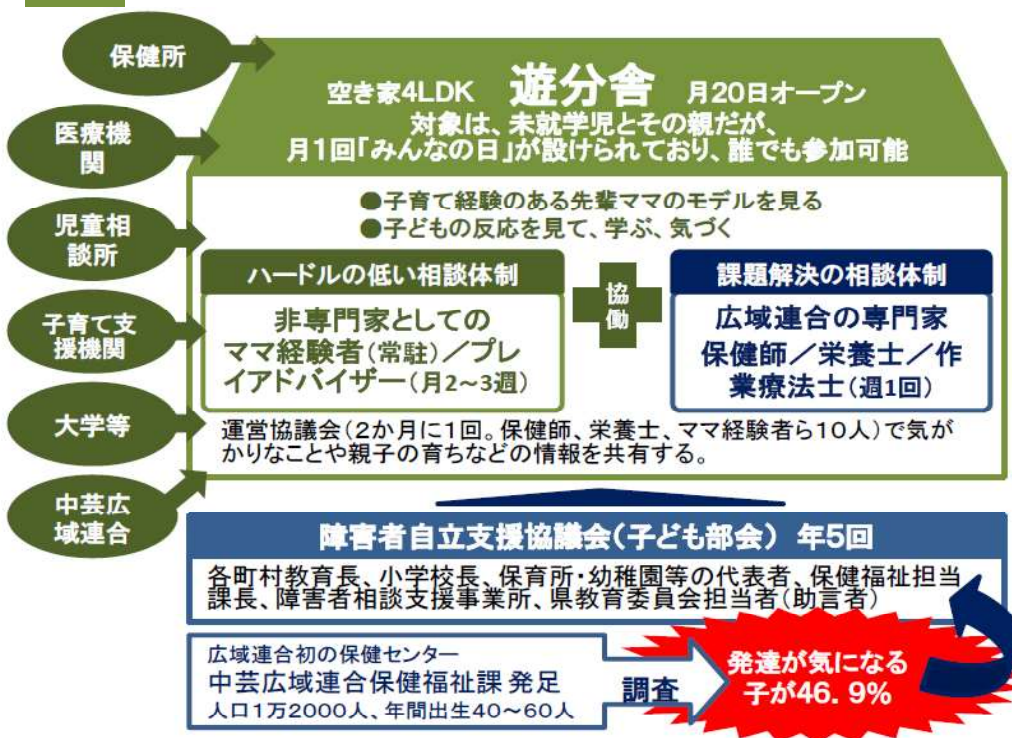 保健所
医療機
関
児童相
談所
子育て支
援機関
大学等
中芸広
域連合
空き家4LDK 遊分舎 月20日オープン
対象は、未就学児とその親だが、
月1回「みんなの日」が設けられており、誰でも参加可能
●子育て経験のある先輩ママのモデルを見る
●子どもの反応を見て、学ぶ、気づく
ハードルの低い相談体制
非専門家としての
ママ経験者(常駐)／プレ
イアドバイザー(月2～3週)
協
働
課題解決の相談体制
広域連合の専門家
保健師／栄養士／作
業療法士(週1回)
運営協議会(2か月に1回。保健師、栄養士、ママ経験者ら10人)で気が
かりなことや親子の育ちなどの情報を共有する。
障害者自立支援協議会(子ども部会) 年5回
各町村教育長、小学校長、保育所・幼稚園等の代表者、保健福祉担当
課長、障害者相談支援事業所、県教育委員会担当者(助言者)
広域連合初の保健センター
中芸広域連合保健福祉課 発足
人口1万2000人、年間出生40～60人
調査
発達が気になる
子が46．9%